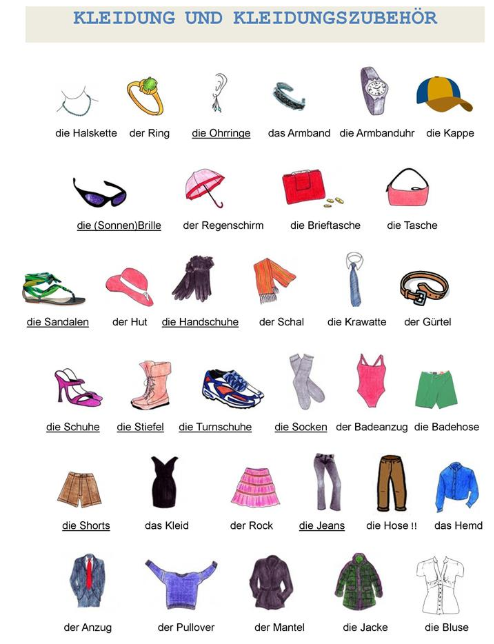 KLEIDUNG UND KLEIDUNGSZUBEHÖR
die Halskette der Ring die Ohrringe das Armband die Armbanduhr die Kappe
die (Sonnen)Brille der Regenschirm die Brieftasche die Tasche
die Sandalen der Hut die Handschuhe der Schal die Krawatte der Gürtel
die Schuhe die Stiefel die Turnschuhe die Socken der Badeanzug die Badehose
die Shorts das Kleid der Rock die Jeans die Hose !! das Hemd
der Anzug der Pullover der Mantel die Jacke die Bluse